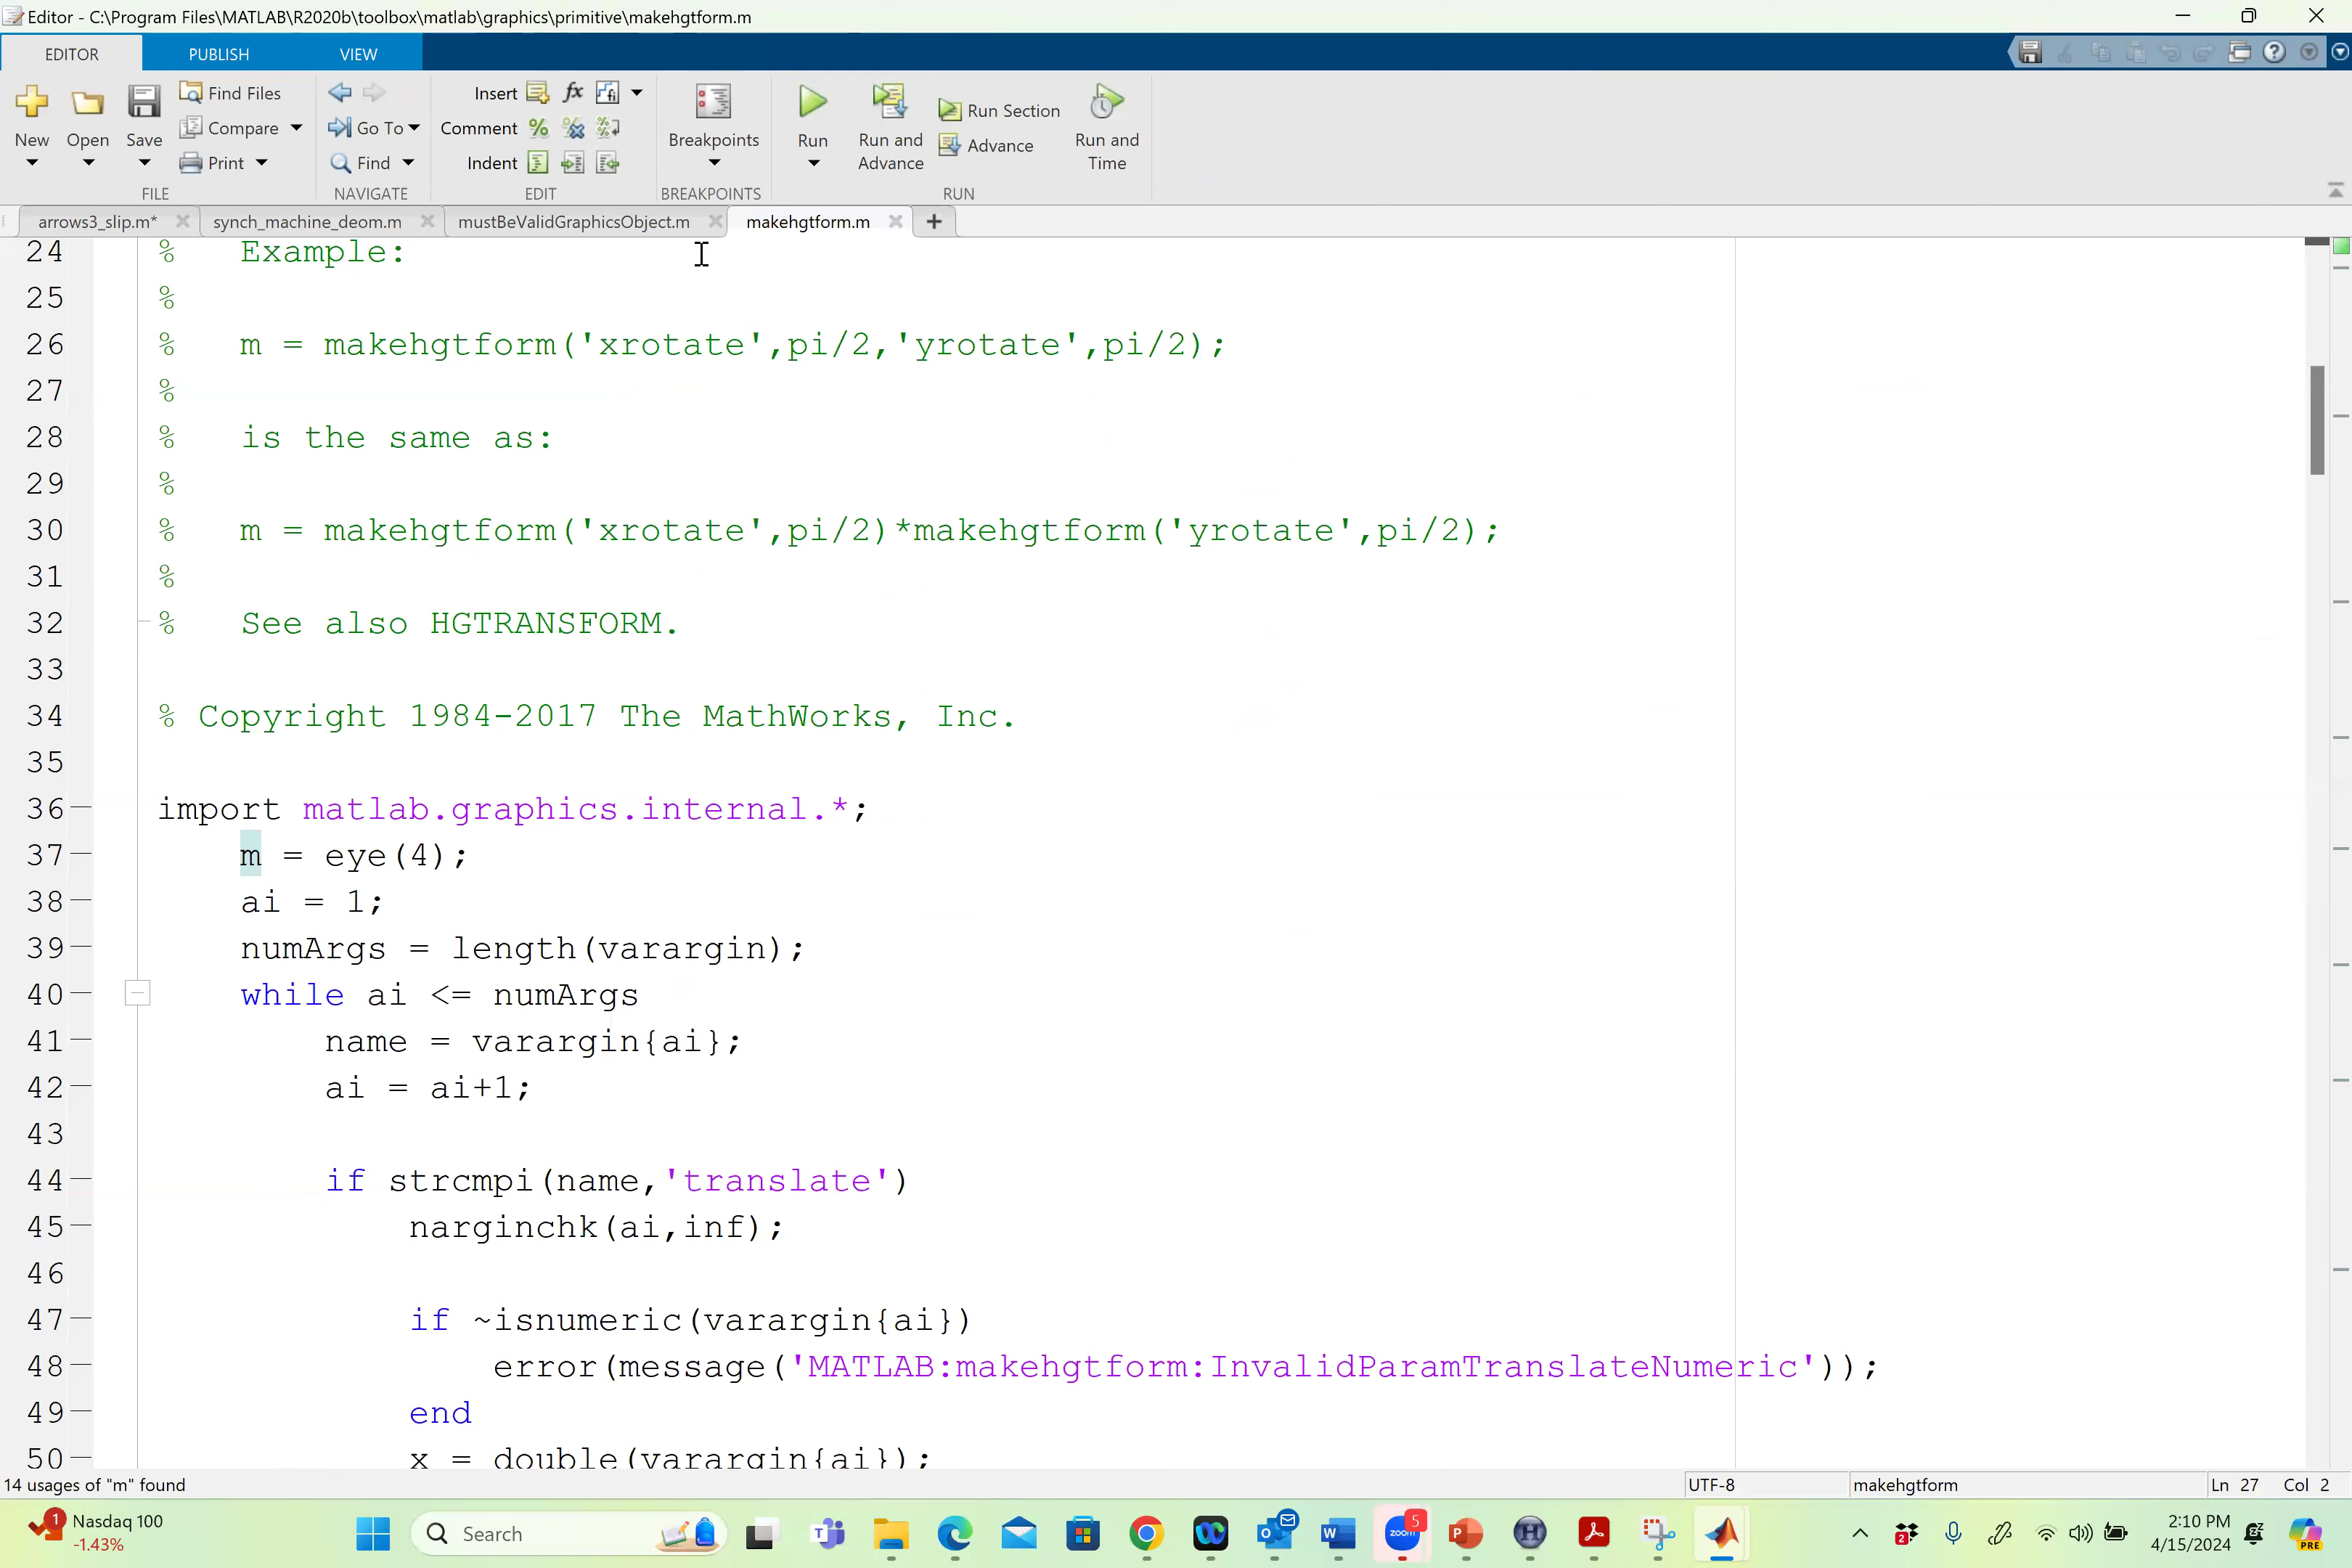 Editor - C:\Program Files\MATLAB\R2020b\toolbox\matlab\graphics\primitive\makehgtform.m
EDITOR PUBLISH VIEW
New Open Save Find Files Compare Print
FILE
Go To Find
NAVIGATE
Insert fx fi
Comment % % %
Indent
EDIT
Breakpoints
BREAKPOINTS
Run Run and Advance Run Section Advance Run and Time
RUN
arrows3_slip.m* synch_machine_deom.m mustBeValidGraphicsObject.m makehgtform.m +
24 % Example:
25 %
26 % m = makehgtform('xrotate',pi/2,'yrotate',pi/2);
27 %
28 % is the same as:
29 %
30 % m = makehgtform('xrotate',pi/2)*makehgtform('yrotate',pi/2);
31 %
32 % See also HGTRANSFORM.
33
34 % Copyright 1984-2017 The MathWorks, Inc.
35
36 import matlab.graphics.internal.*;
37 m = eye(4);
38 ai = 1;
39 numArgs = length(varargin);
40 while ai <= numArgs
41 name = varargin{ai};
42 ai = ai+1;
43
44 if strcmpi(name,'translate')
45 narginchk(ai,inf);
46
47 if ~isnumeric(varargin{ai})
48 error(message('MATLAB:makehgtform:InvalidParamTranslateNumeric'));
49 end
50 x = double(varargin{ai});
14 usages of "m" found UTF-8 makehgtform Ln 27 Col 2
1 Nasdaq 100 -1.43% Search zoom 5 2 2:10 PM 4/15/2024 PRE